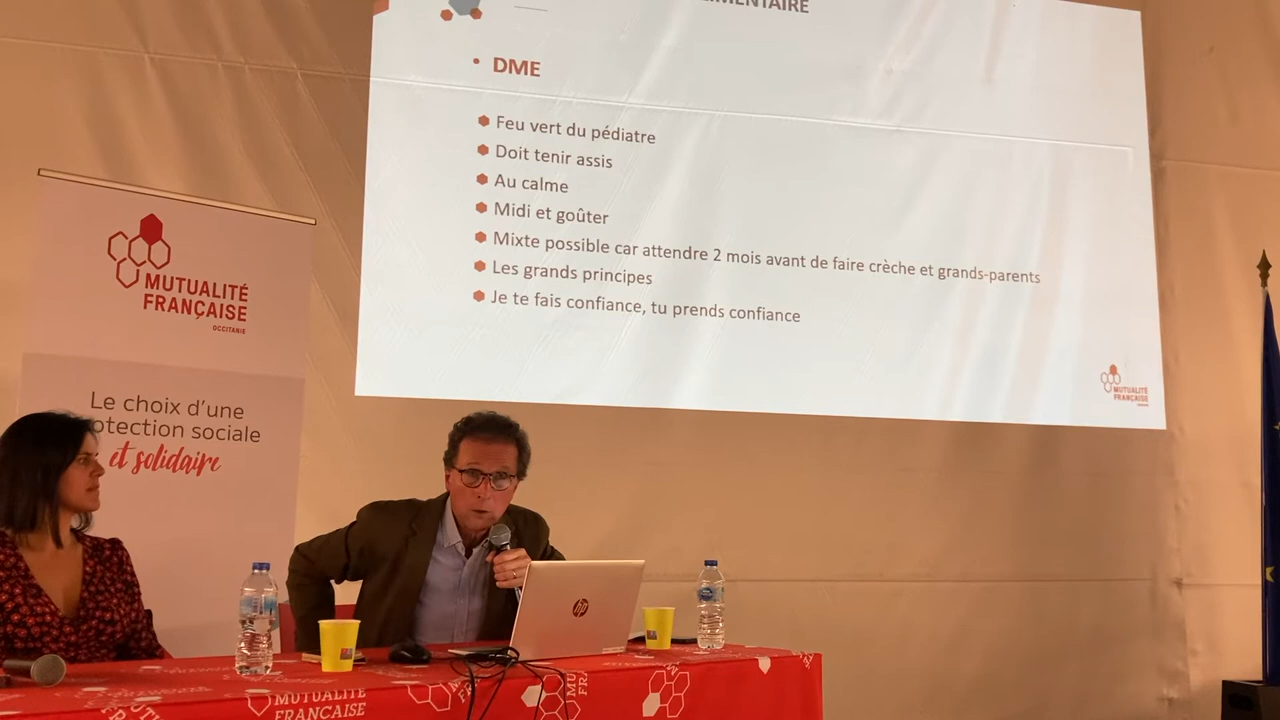 DME
Feu vert du pédiatre
Doit tenir assis
Au calme
Midi et goûter
Mixte possible car attendre 2 mois avant de faire crèche et grands-parents
Les grands principes
Je te fais confiance, tu prends confiance
MUTUALITÉ
FRANÇAISE
MUTUALITÉ
FRANÇAISE
OCCITANIE
Le choix d'une
otection sociale
et solidaire
hp
MUTUALITÉ
FRANÇAISE